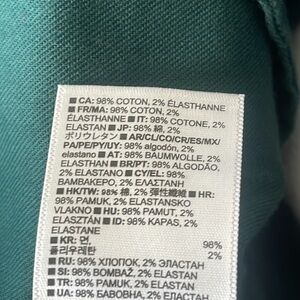 ■ CA: 98% COTON, 2% ÉLASTHANNE
■ FR/MA: 98% COTON, 2%
ÉLASTHANNE ■ IT: 98% COTONE, 2%
ELASTAN ■ JP: 98% 綿, 2%
ポリウレタン ■ AR/CL/CO/CR/ES/MX/
PA/PE/PY/UY: 98% algodón, 2%
elastano ■ AT: 98% BAUMWOLLE, 2%
ELASTHAN ■ BR/PT: 98% ALGODÃO,
2% ELASTANO ■ CY/EL: 98%
ΒΑΜΒΑΚΕΡΟ, 2% ΕΛΑΣΤΑΝΗ
■ HK/TW: 98% 棉, 2% 彈性纖維 ■ HR:
98% PAMUK, 2% ELASTANSKO
VLAKNO ■ HU: 98% PAMUT, 2%
ELASZTÁN ■ ID: 98% KAPAS, 2%
ELASTANE
■ KR: 면, 98%
폴리우레탄 2%
■ RU: 98% ХЛОПОК, 2% ЭЛАСТАН
■ SI: 98% BOMBAŽ, 2% ELASTAN
■ TR: 98% PAMUK, 2% ELASTAN
■ UA: 98% БАВОВНА, 2% ЕЛАСТАН